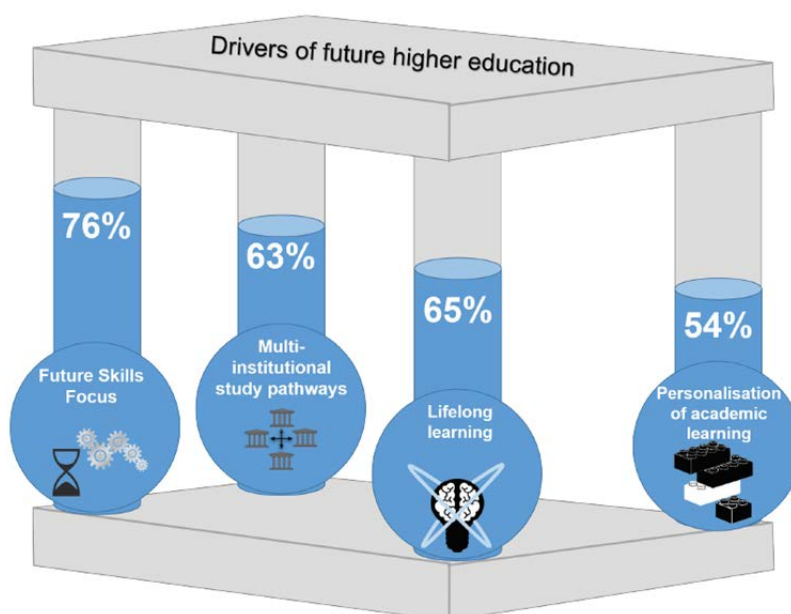 Drivers of future higher education
76%
63%
65%
54%
Future Skills
Focus
Multi-
institutional
study pathways
Lifelong
learning
Personalisation
of academic
learning